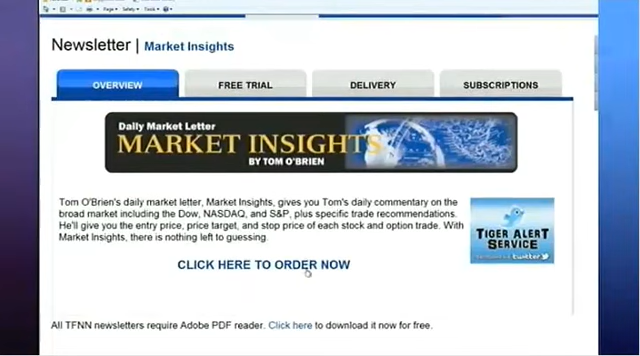 Page
Safety
Tools
Newsletter | Market Insights
OVERVIEW
FREE TRIAL
DELIVERY
SUBSCRIPTIONS
Daily Market Letter
MARKET INSIGHTS
BY TOM O'BRIEN
Tom O'Brien's daily market letter, Market Insights, gives you Tom's daily commentary on the
broad market including the Dow, NASDAQ, and S&P, plus specific trade recommendations.
He'll give you the entry price, price target, and stop price of each stock and option trade. With
Market Insights, there is nothing left to guessing.
TIGER ALERT
SERVICE
twitter
CLICK HERE TO ORDER NOW
All TFNN newsletters require Adobe PDF reader. Click here to download it now for free.